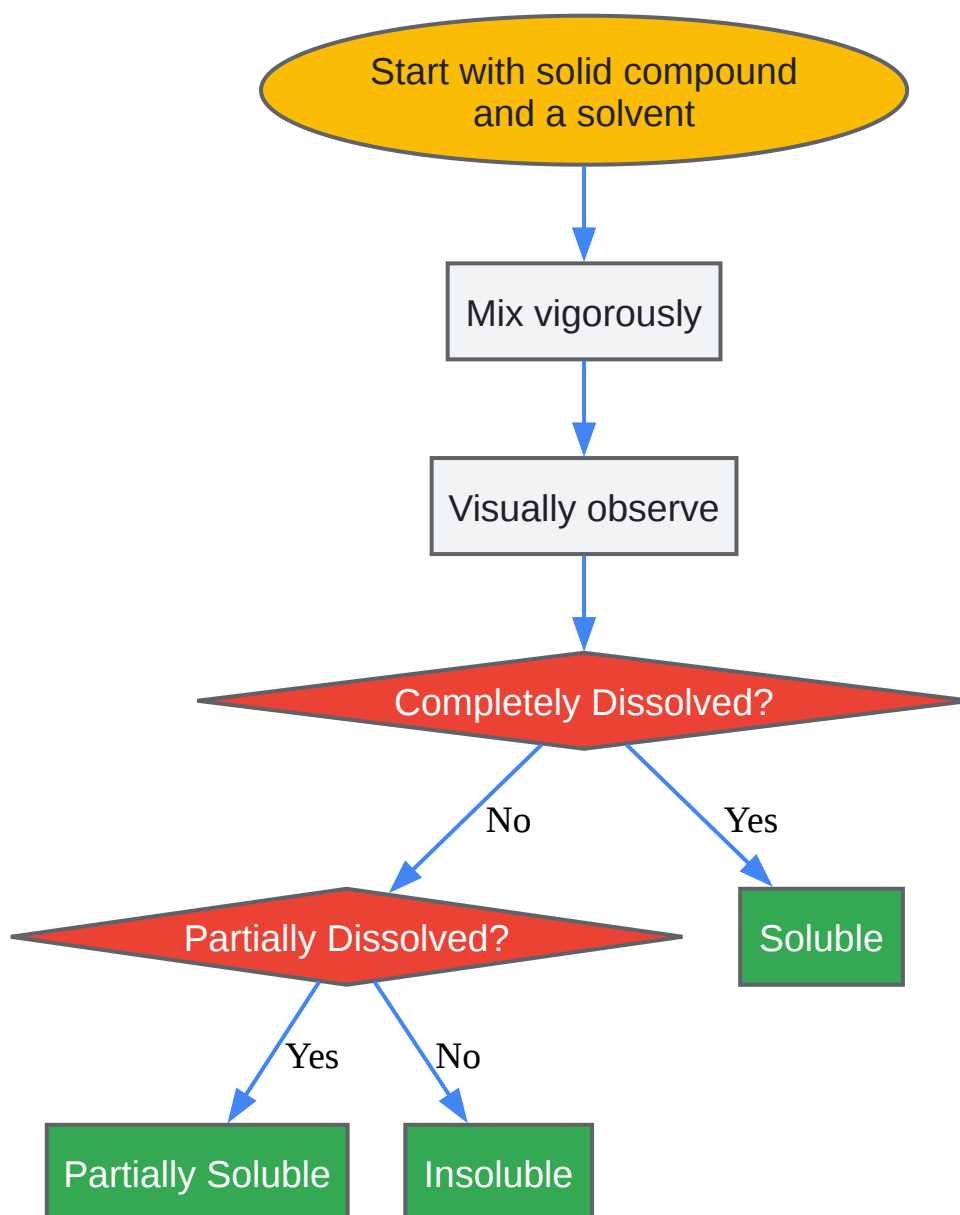 Start with solid compound
and a solvent
Mix vigorously
Visually observe
Completely Dissolved?
No
Yes
Partially Dissolved?
Soluble
Yes
No
Partially Soluble
Insoluble